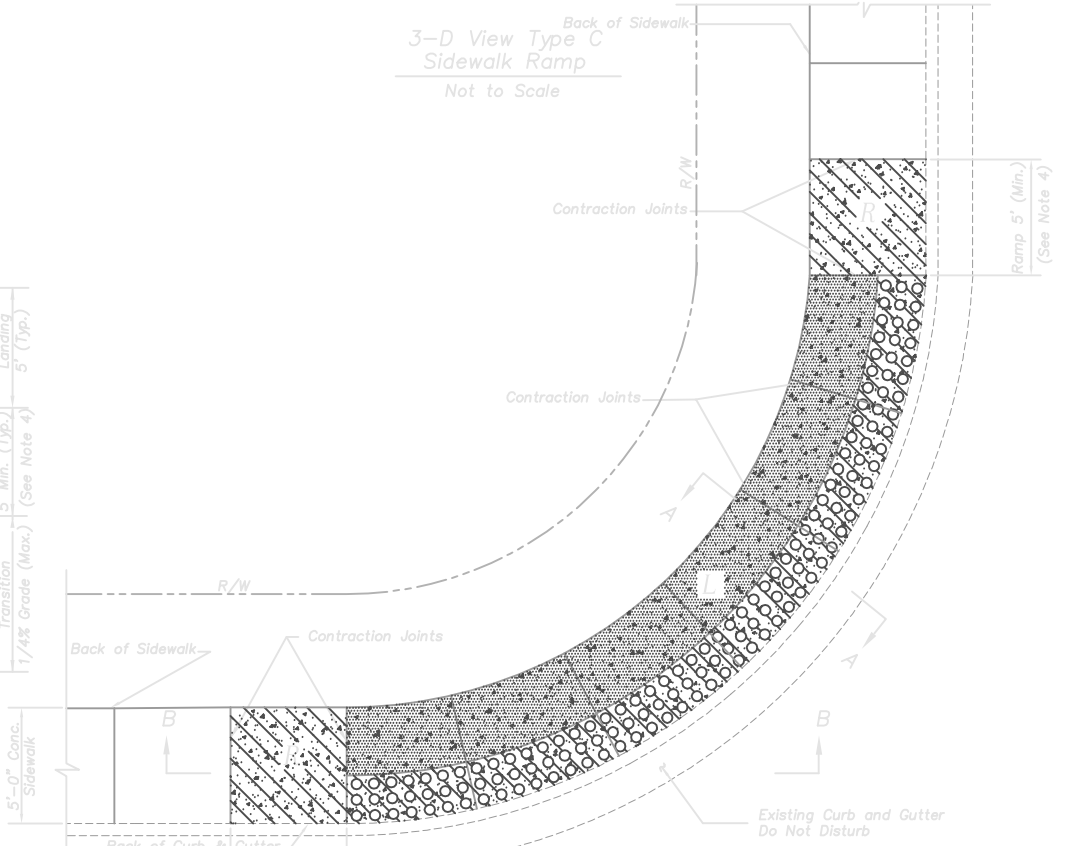 3-D View Type C
Sidewalk Ramp
Not to Scale
Back of Sidewalk
R/W
Contraction Joints
R
Ramp 5' (Min.)
(See Note 4)
Landing
5' (Typ.)
5' Min. (Typ.)
(See Note 4)
Transition
1/4% Grade (Max.)
Contraction Joints
A
L
R/W
Back of Sidewalk
Contraction Joints
A
B
B
5'-0" Conc.
Sidewalk
R
Existing Curb and Gutter
Do Not Disturb
Back of Curb & Gutter